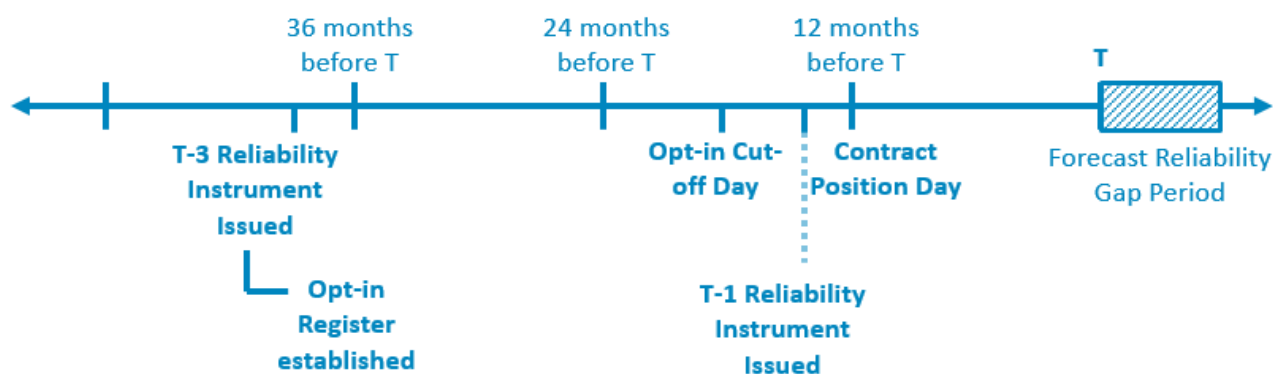 36 months
before T
24 months
before T
12 months
before T
T
T-3 Reliability
Instrument
Issued
Opt-in Cut-
off Day
Contract
Position Day
Forecast Reliability
Gap Period
Opt-in
Register
established
T-1 Reliability
Instrument
Issued